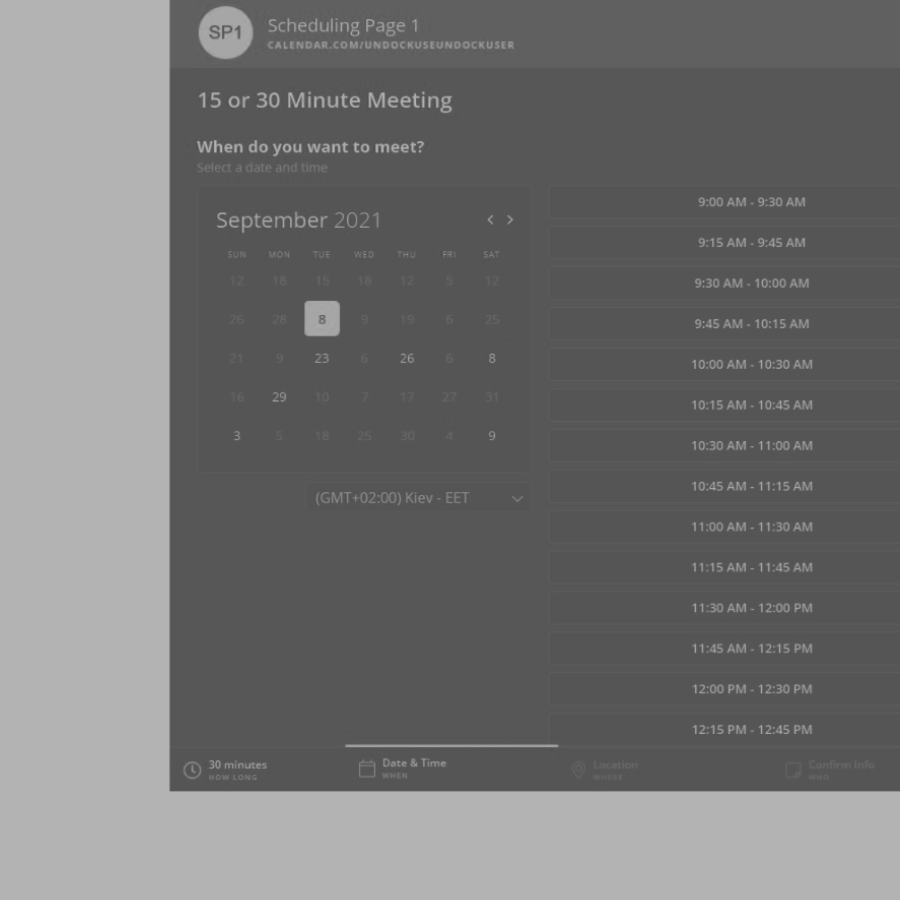 SP1
Scheduling Page 1
CALENDAR.COM/UNDOCKUSEUNDOCKUSER
15 or 30 Minute Meeting
When do you want to meet?
Select a date and time
September 2021
SUN MON TUE WED THU FRI SAT
12 18 15 18 12 5 12
26 28 8 9 19 6 25
21 9 23 6 26 6 8
16 29 10 7 17 27 31
3 5 18 25 30 4 9
(GMT+02:00) Kiev - EET
9:00 AM - 9:30 AM
9:15 AM - 9:45 AM
9:30 AM - 10:00 AM
9:45 AM - 10:15 AM
10:00 AM - 10:30 AM
10:15 AM - 10:45 AM
10:30 AM - 11:00 AM
10:45 AM - 11:15 AM
11:00 AM - 11:30 AM
11:15 AM - 11:45 AM
11:30 AM - 12:00 PM
11:45 AM - 12:15 PM
12:00 PM - 12:30 PM
12:15 PM - 12:45 PM
30 minutes
HOW LONG
Date & Time
WHEN
Location
WHERE
Confirm Info
WHO